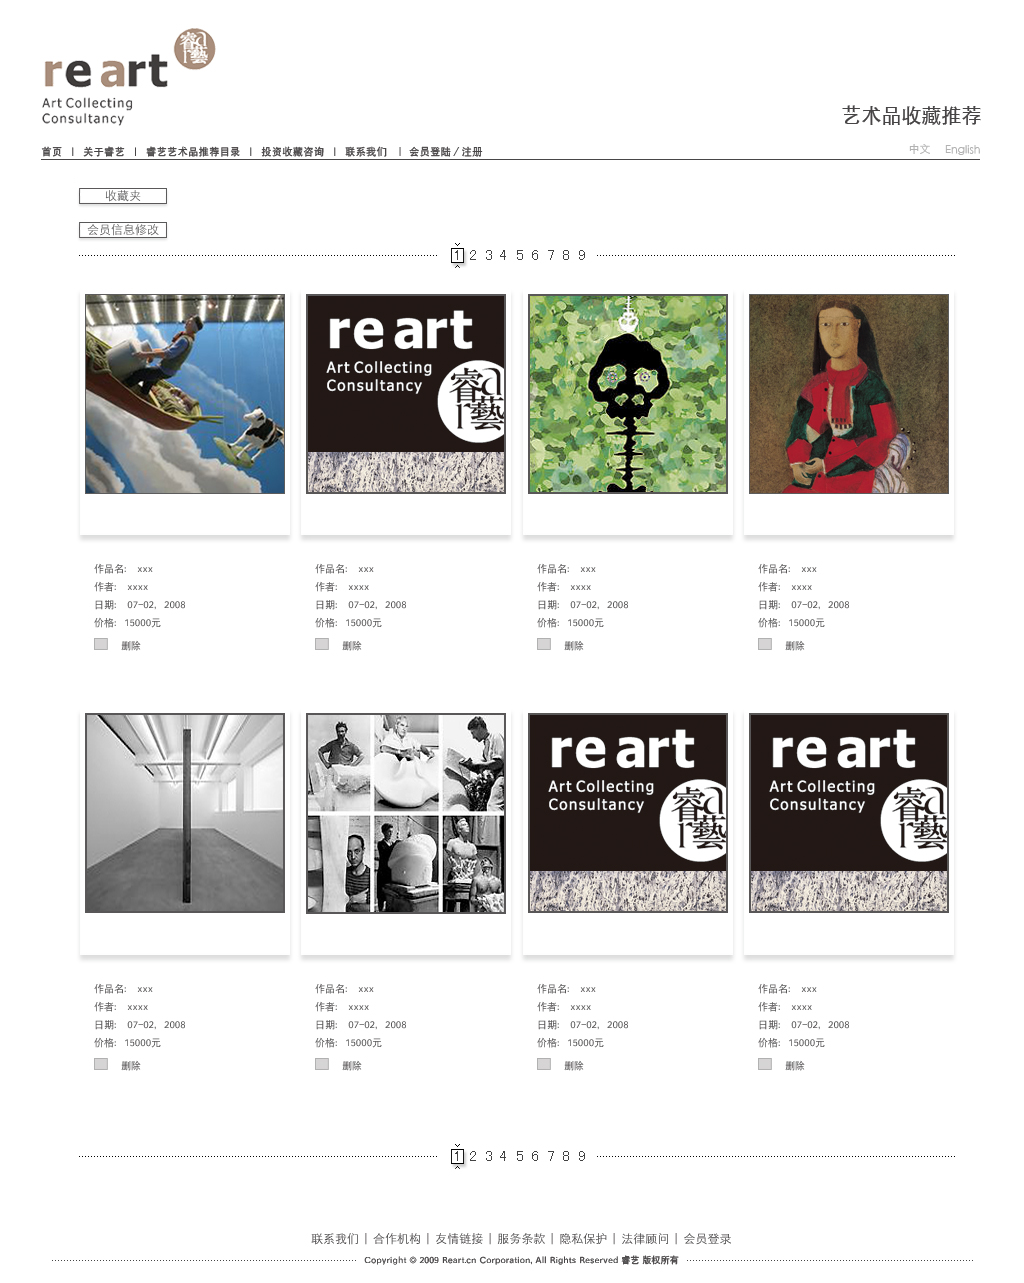 re art
睿藝
Art Collecting
Consultancy
艺术品收藏推荐
首页 | 关于睿艺 | 睿艺艺术品推荐目录 | 投资收藏咨询 | 联系我们 | 会员登陆 / 注册
中文 English
收藏夹
会员信息修改
1 2 3 4 5 6 7 8 9
re art
Art Collecting
Consultancy
睿藝
作品名: xxx 作品名: xxx 作品名: xxx 作品名: xxx
作者: xxxx 作者: xxxx 作者: xxxx 作者: xxxx
日期: 07-02, 2008 日期: 07-02, 2008 日期: 07-02, 2008 日期: 07-02, 2008
价格: 15000元 价格: 15000元 价格: 15000元 价格: 15000元
删除 删除 删除 删除
re art re art
Art Collecting Art Collecting
Consultancy Consultancy
睿藝 睿藝
作品名: xxx 作品名: xxx 作品名: xxx 作品名: xxx
作者: xxxx 作者: xxxx 作者: xxxx 作者: xxxx
日期: 07-02, 2008 日期: 07-02, 2008 日期: 07-02, 2008 日期: 07-02, 2008
价格: 15000元 价格: 15000元 价格: 15000元 价格: 15000元
删除 删除 删除 删除
1 2 3 4 5 6 7 8 9
联系我们 | 合作机构 | 友情链接 | 服务条款 | 隐私保护 | 法律顾问 | 会员登录
Copyright © 2009 Reart.cn Corporation, All Rights Reserved 睿艺 版权所有